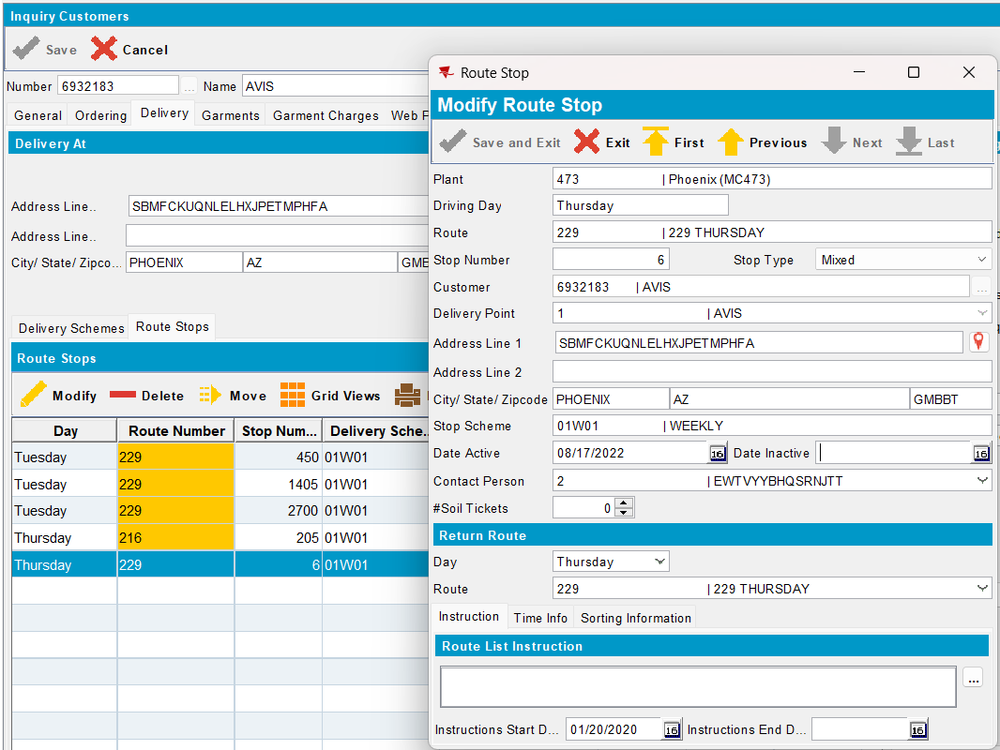 Inquiry Customers
Save Cancel
Number 6932183 ... Name AVIS
General Ordering Delivery Garments Garment Charges Web F
Delivery At
Address Line.. SBMFCKUQNLELHXJPETMPHFA
Address Line..
City/ State/ Zipco... PHOENIX AZ GMB
Delivery Schemes Route Stops
Route Stops
Modify Delete Move Grid Views
Day Route Number Stop Num... Delivery Sche..
Tuesday 229 450 01W01
Tuesday 229 1405 01W01
Tuesday 229 2700 01W01
Thursday 216 205 01W01
Thursday 229 6 01W01
Route Stop
Modify Route Stop
Save and Exit Exit First Previous Next Last
Plant 473 | Phoenix (MC473)
Driving Day Thursday
Route 229 | 229 THURSDAY
Stop Number 6 Stop Type Mixed
Customer 6932183 | AVIS ...
Delivery Point 1 | AVIS
Address Line 1 SBMFCKUQNLELHXJPETMPHFA
Address Line 2
City/ State/ Zipcode PHOENIX AZ GMBBT
Stop Scheme 01W01 | WEEKLY
Date Active 08/17/2022 16 Date Inactive 16
Contact Person 2 | EWTVYYBHQSRNJTT
#Soil Tickets 0
Return Route
Day Thursday
Route 229 | 229 THURSDAY
Instruction Time Info Sorting Information
Route List Instruction
...
Instructions Start D... 01/20/2020 16 Instructions End D... 16